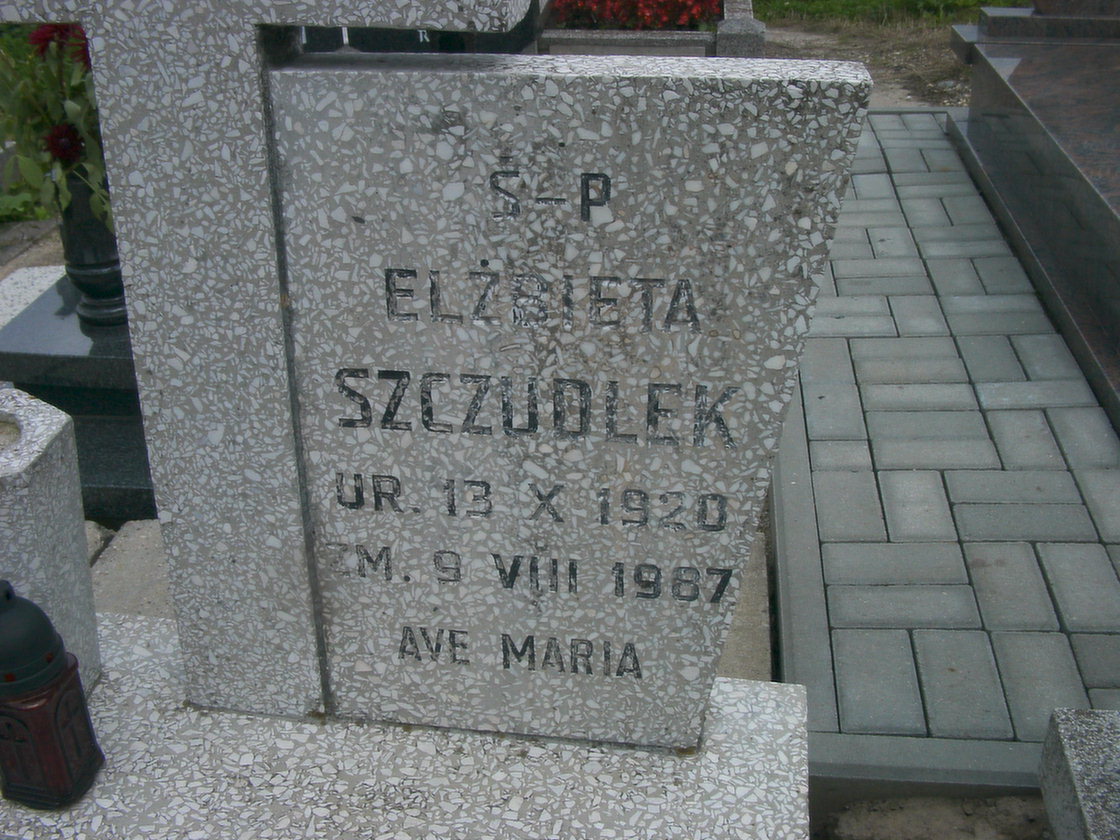 Ś-P
ELŻBIETA
SZCZUDLEK
UR. 13 X 1920
ZM. 9 VIII 1987
AVE MARIA